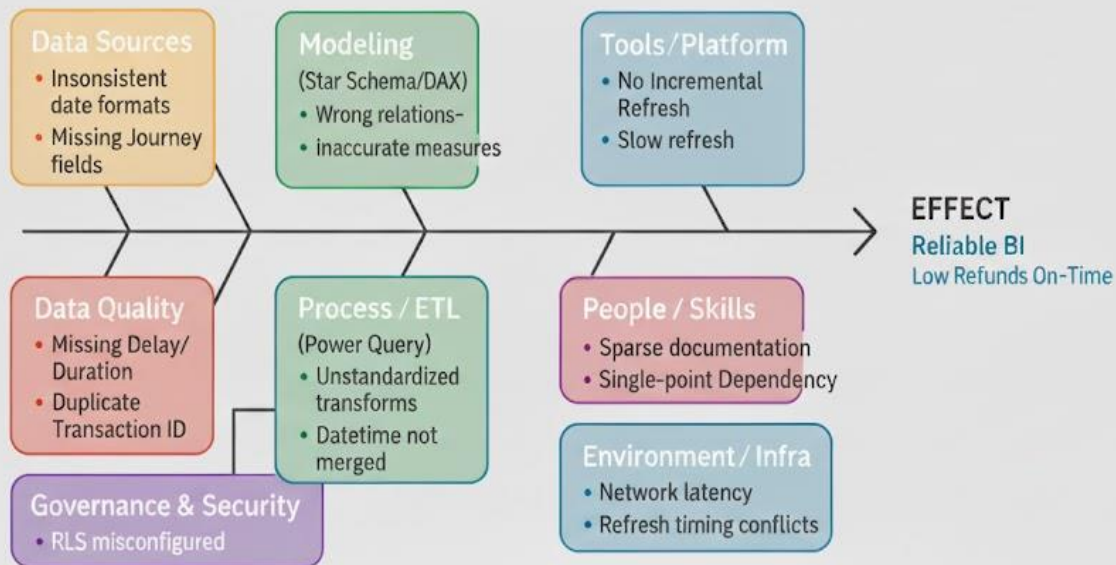 Data Sources
• Insonsistent
date formats
• Missing Journey
fields
Modeling
(Star Schema/DAX)
• Wrong relations-
• inaccurate measures
Tools/Platform
• No Incremental
Refresh
• Slow refresh
EFFECT
Reliable BI
Low Refunds On-Time
Data Quality
• Missing Delay/
Duration
• Duplicate
Transaction ID
Process / ETL
(Power Query)
• Unstandardized
transforms
• Datetime not
merged
People / Skills
• Sparse documentation
• Single-point Dependency
Governance & Security
• RLS misconfigured
Environment / Infra
• Network latency
• Refresh timing conflicts